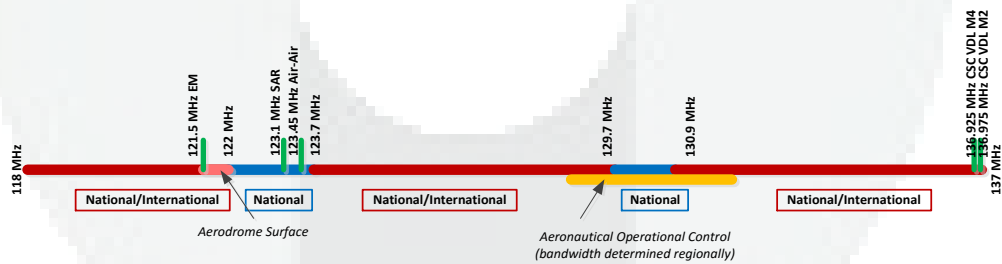 118 MHz
121.5 MHz EM
122 MHz
123.1 MHz SAR
123.45 MHz Air-Air
123.7 MHz
129.7 MHz
130.9 MHz
136.925 MHz CSC VDL M4
136.975 MHz CSC VDL M2
137 MHz
National/International
National
National/International
National
National/International
Aerodrome Surface
Aeronautical Operational Control
(bandwidth determined regionally)